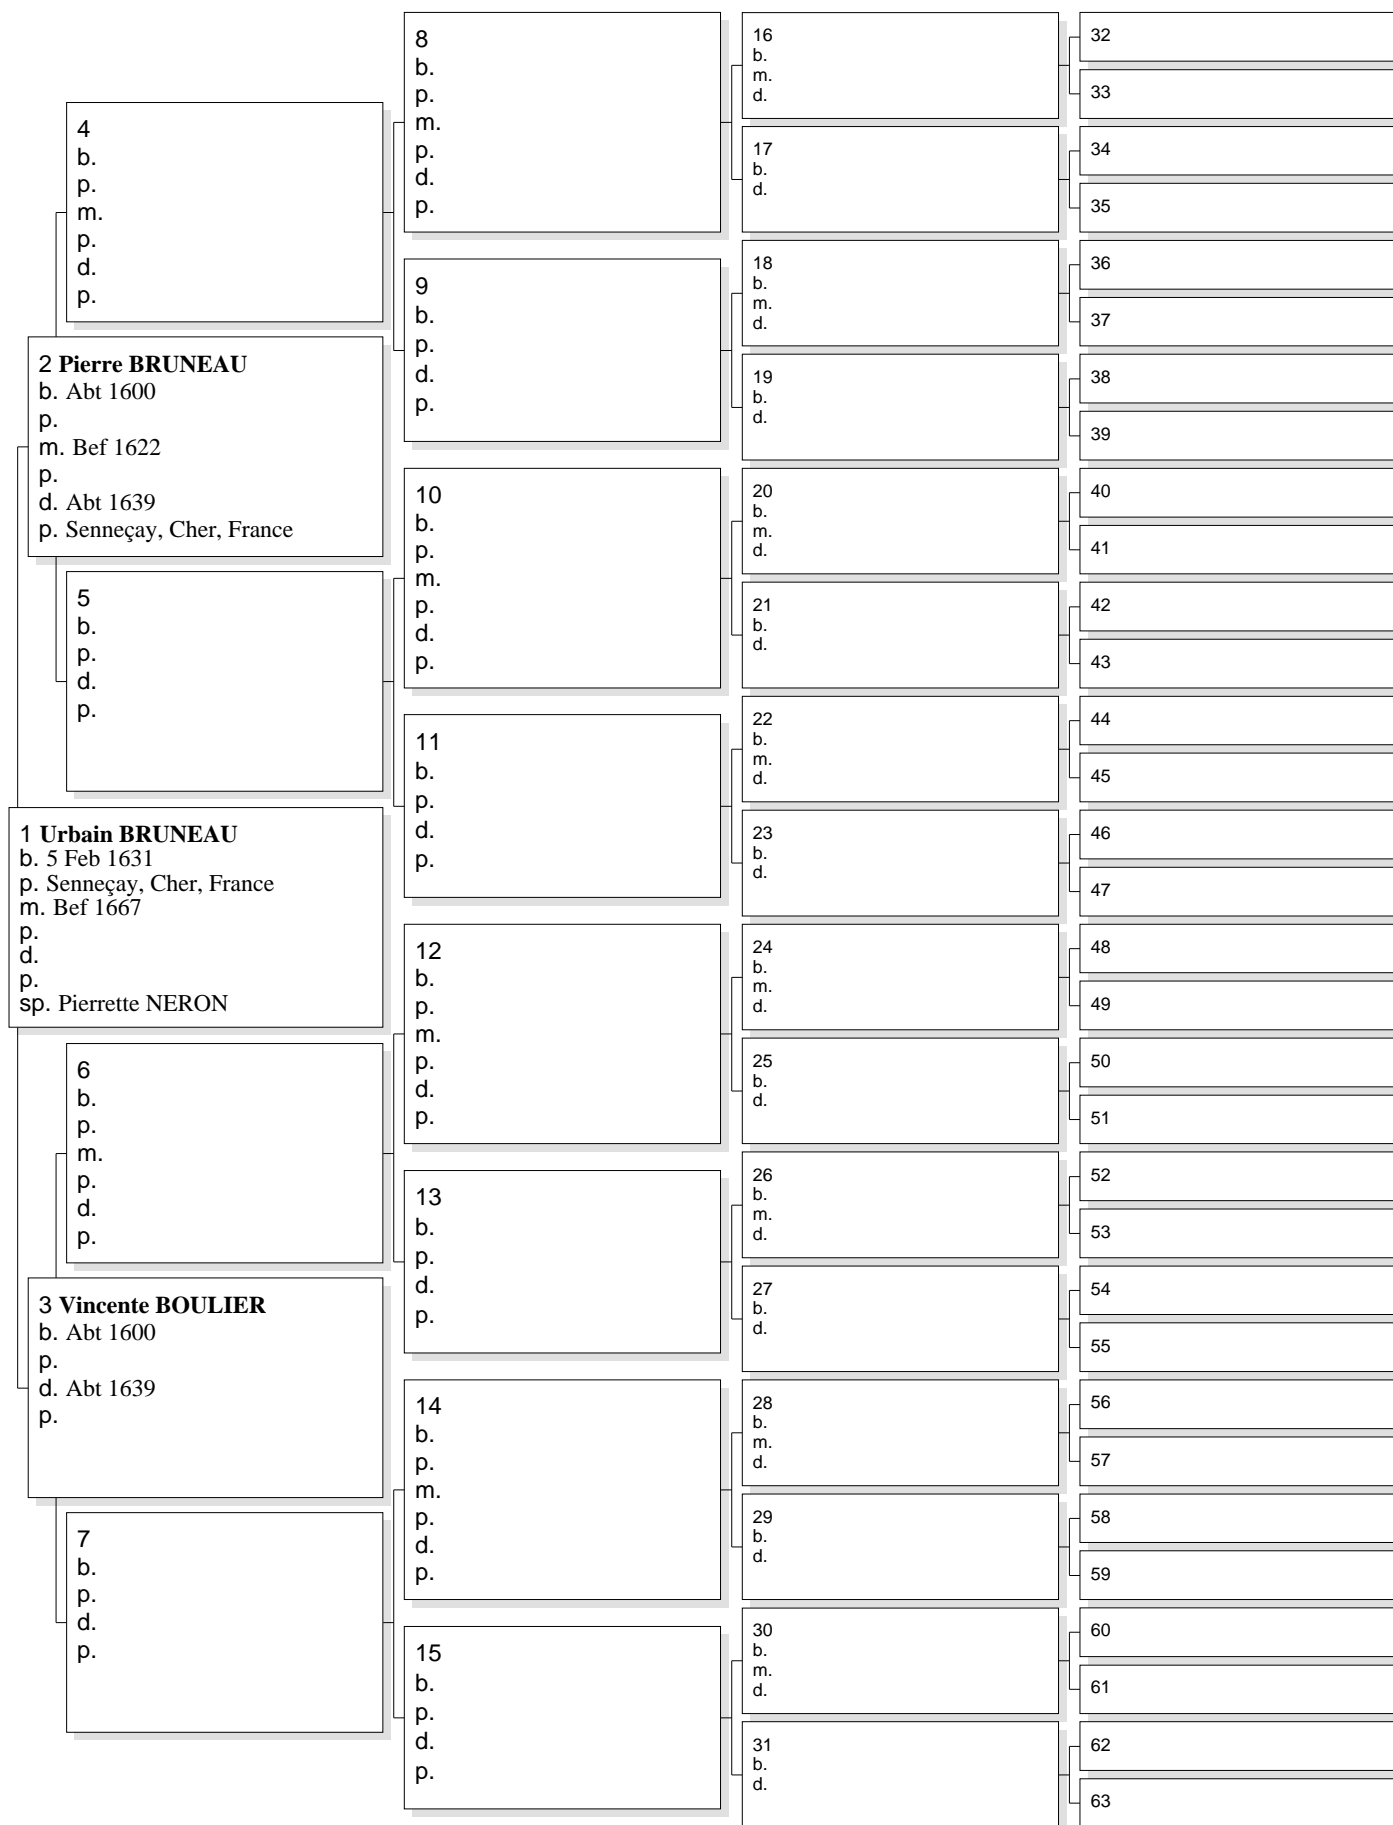 4
b.
p.
m.
p.
d.
p.
2 Pierre BRUNEAU
b. Abt 1600
p.
m. Bef 1622
p.
d. Abt 1639
p. Senneçay, Cher, France
5
b.
p.
d.
p.
1 Urbain BRUNEAU
b. 5 Feb 1631
p. Senneçay, Cher, France
m. Bef 1667
p.
d.
p.
sp. Pierrette NERON
6
b.
p.
m.
p.
d.
p.
3 Vincente BOULIER
b. Abt 1600
p.
d. Abt 1639
p.
7
b.
p.
d.
p.
8
b.
p.
m.
p.
d.
p.
9
b.
p.
d.
p.
10
b.
p.
m.
p.
d.
p.
11
b.
p.
d.
p.
12
b.
p.
m.
p.
d.
p.
13
b.
p.
d.
p.
14
b.
p.
m.
p.
d.
p.
15
b.
p.
d.
p.
16
b.
m.
d.
17
b.
d.
18
b.
m.
d.
19
b.
d.
20
b.
m.
d.
21
b.
d.
22
b.
m.
d.
23
b.
d.
24
b.
m.
d.
25
b.
d.
26
b.
m.
d.
27
b.
d.
28
b.
m.
d.
29
b.
d.
30
b.
m.
d.
31
b.
d.
32
33
34
35
36
37
38
39
40
41
42
43
44
45
46
47
48
49
50
51
52
53
54
55
56
57
58
59
60
61
62
63